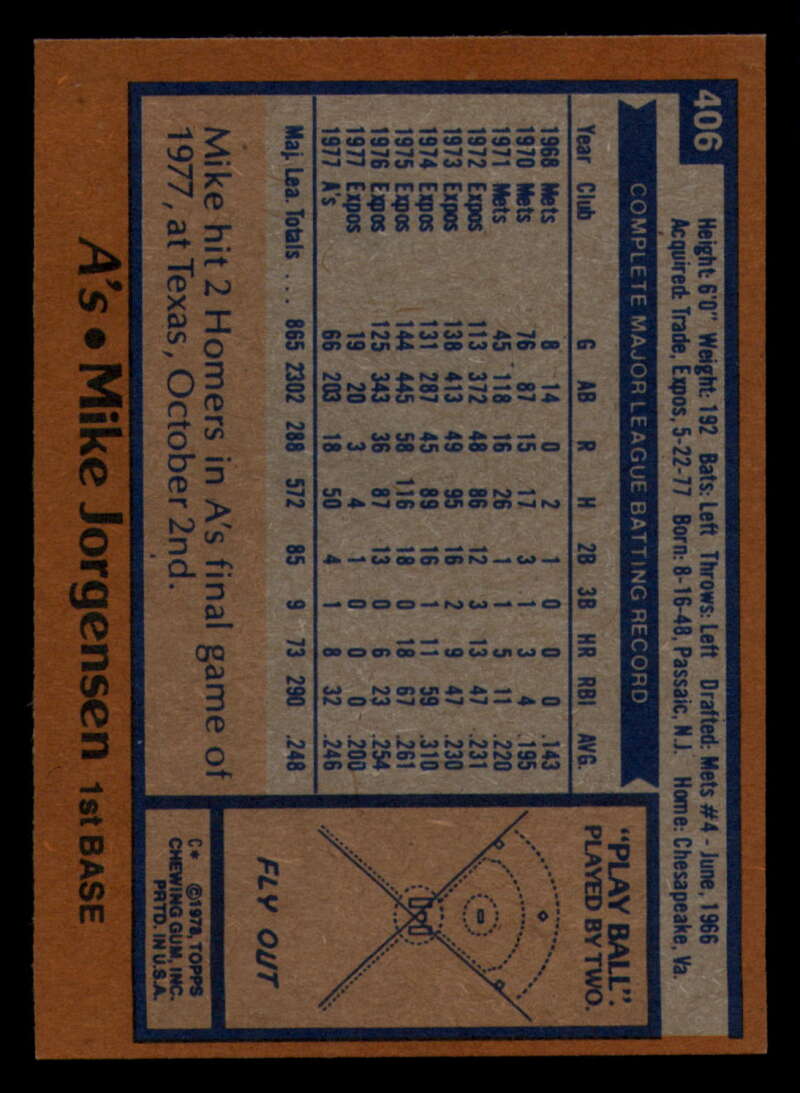 406
Height: 6'0" Weight: 192 Bats: Left Throws: Left Drafted: Mets #4 - June, 1966
Acquired: Trade, Expos, 5-22-77 Born: 8-16-48, Passaic, N.J. Home: Chesapeake, Va.
COMPLETE MAJOR LEAGUE BATTING RECORD
Year Club G AB R H 2B 3B HR RBI AVG.
1968 Mets 8 14 0 2 1 0 0 0 .143
1970 Mets 76 87 15 17 3 1 3 4 .195
1971 Mets 45 118 16 26 1 1 5 11 .220
1972 Expos 113 372 48 86 12 3 13 47 .231
1973 Expos 138 413 49 95 16 2 9 47 .230
1974 Expos 131 287 45 89 16 1 11 59 .310
1975 Expos 144 445 58 116 18 0 18 67 .261
1976 Expos 125 343 36 87 13 0 6 23 .254
1977 Expos 19 20 3 4 1 0 0 0 .200
1977 A's 66 203 18 50 4 1 8 32 .246
Maj. Lea. Totals ... 865 2302 288 572 85 9 73 290 .248
Mike hit 2 Homers in A's final game of
1977, at Texas, October 2nd.
"PLAY BALL":
PLAYED BY TWO.
FLY OUT
C* ©1978, TOPPS
CHEWING GUM, INC.
PRTD. IN U.S.A.
A's • Mike Jorgensen 1st BASE